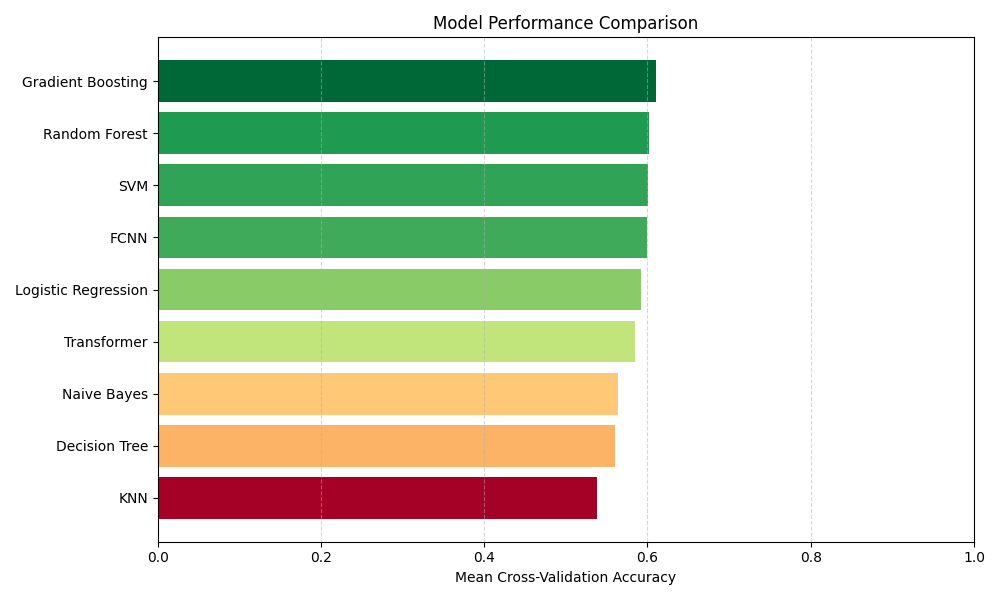 Model Performance Comparison
Gradient Boosting
Random Forest
SVM
FCNN
Logistic Regression
Transformer
Naive Bayes
Decision Tree
KNN
0.0 0.2 0.4 0.6 0.8 1.0
Mean Cross-Validation Accuracy